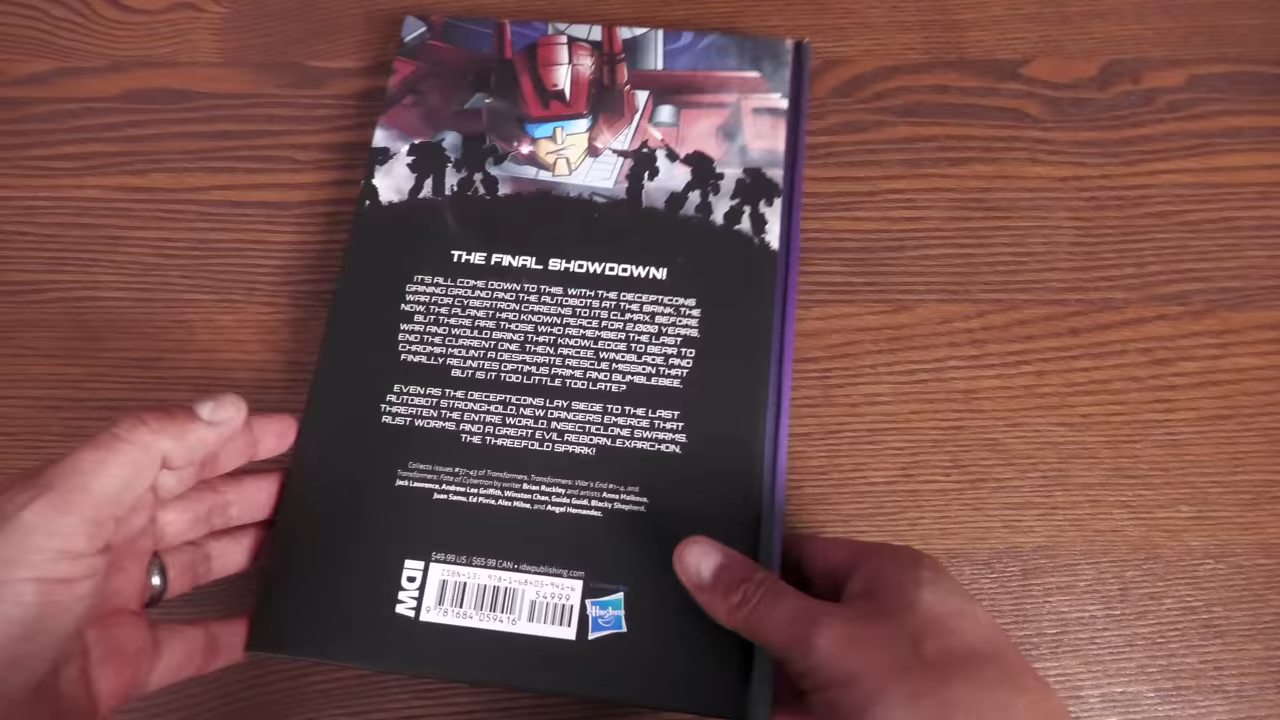 THE FINAL SHOWDOWN!
IT'S ALL COME DOWN TO THIS. WITH THE DECEPTICONS
GAINING GROUND AND THE AUTOBOTS AT THE BRINK, THE
WAR FOR CYBERTRON CAREENS TO ITS CLIMAX. BEFORE
NOW, THE PLANET HAD KNOWN PEACE FOR 2,000 YEARS,
BUT THERE ARE THOSE WHO REMEMBER THE LAST
WAR AND WOULD BRING THAT KNOWLEDGE TO BEAR TO
END THE CURRENT ONE. THEN, ARCEE, WINDBLADE, AND
CHROMIA MOUNT A DESPERATE RESCUE MISSION THAT
FINALLY REUNITES OPTIMUS PRIME AND BUMBLEBEE,
BUT IS IT TOO LITTLE TOO LATE?
EVEN AS THE DECEPTICONS LAY SIEGE TO THE LAST
AUTOBOT STRONGHOLD, NEW DANGERS EMERGE THAT
THREATEN THE ENTIRE WORLD. INSECTICLONE SWARMS.
RUST WORMS. AND A GREAT EVIL REBORN...EXARCHON,
THE THREEFOLD SPARK!
Collects issues #37–43 of Transformers, Transformers: War's End #1–4, and
Transformers: Fate of Cybertron by writer Brian Ruckley and artists Anna Malkova,
Jack Lawrence, Andrew Lee Griffith, Winston Chan, Guido Guidi, Blacky Shepherd,
Juan Samu, Ed Pirrie, Alex Milne, and Angel Hernandez.
$49.99 US / $65.99 CAN • idwpublishing.com
IDW
ISBN-13: 978-1-68405-941-6
54999
9 781684 059416
Hasbro